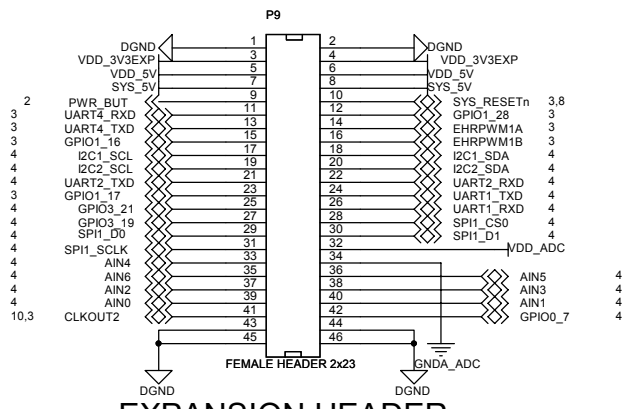 P9
DGND 1 2 DGND
VDD_3V3EXP 3 4 VDD_3V3EXP
VDD_5V 5 6 VDD_5V
SYS_5V 7 8 SYS_5V
2 PWR_BUT 9 10 SYS_RESETn 3,8
3 UART4_RXD 11 12 GPIO1_28 3
3 UART4_TXD 13 14 EHRPWM1A 3
3 GPIO1_16 15 16 EHRPWM1B 3
4 I2C1_SCL 17 18 I2C1_SDA 4
4 I2C2_SCL 19 20 I2C2_SDA 4
4 UART2_TXD 21 22 UART2_RXD 4
3 GPIO1_17 23 24 UART1_TXD 4
4 GPIO3_21 25 26 UART1_RXD 4
4 GPIO3_19 27 28 SPI1_CS0 4
4 SPI1_D0 29 30 SPI1_D1 4
4 SPI1_SCLK 31 32 VDD_ADC
4 AIN4 33 34
4 AIN6 35 36 AIN5 4
4 AIN2 37 38 AIN3 4
4 AIN0 39 40 AIN1 4
10,3 CLKOUT2 41 42 GPIO0_7 4
43 44
45 46
FEMALE HEADER 2x23 GNDA_ADC
DGND DGND
EXPANSION HEADER